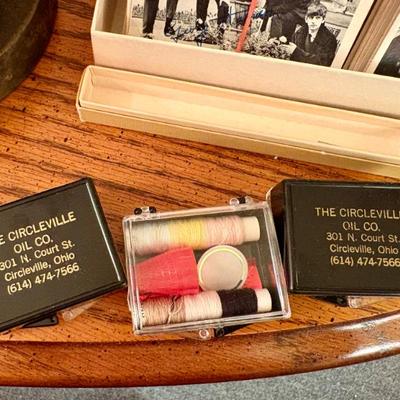 THE CIRCLEVILLE
OIL CO.
301 N. Court St.
Circleville, Ohio
(614) 474-7566
THE CIRCLEVILLE
OIL CO.
301 N. Court St.
Circleville, Ohio
(614) 474-7566